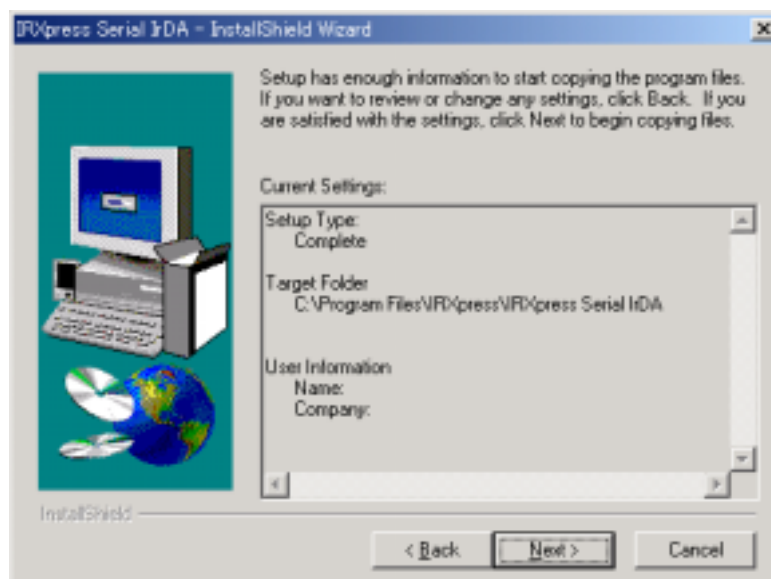 IRXpress Serial IrDA - InstallShield Wizard
Setup has enough information to start copying the program files.
If you want to review or change any settings, click Back. If you
are satisfied with the settings, click Next to begin copying files.
Current Settings:
Setup Type:
Complete
Target Folder
C:\Program Files\IRXpress\IRXpress Serial IrDA
User Information
Name:
Company:
InstallShield
< Back
Next >
Cancel